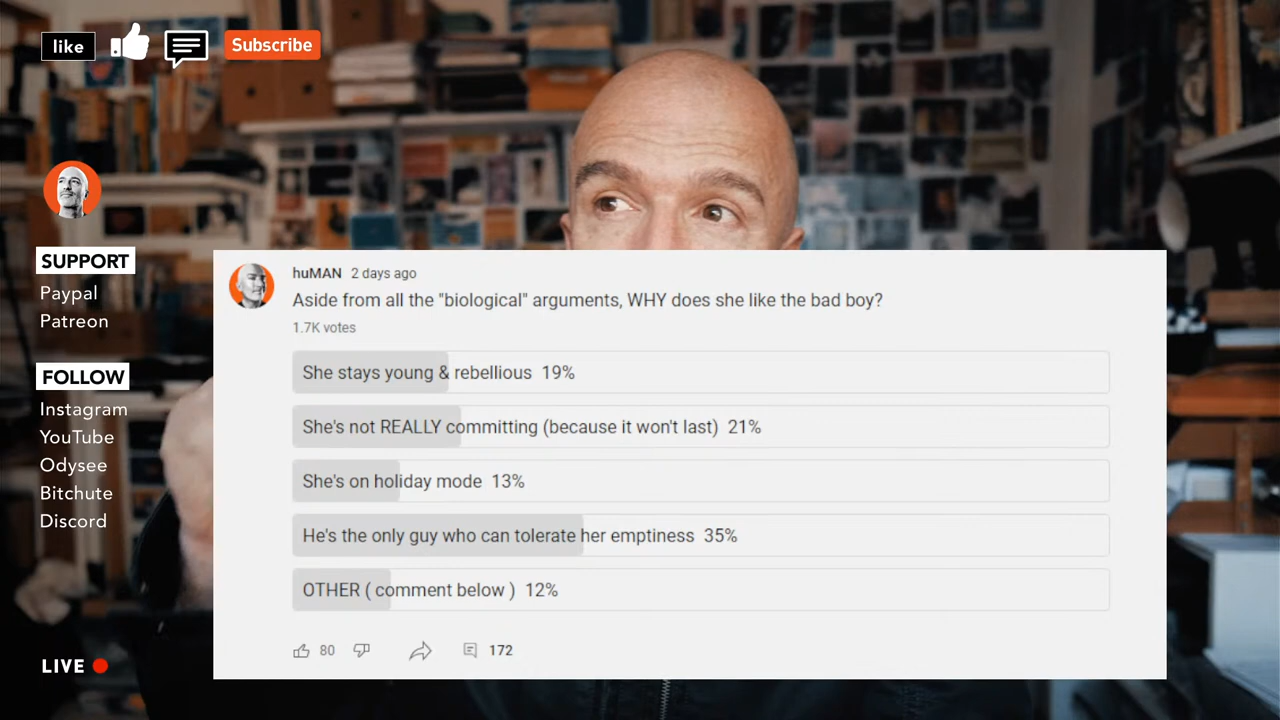 like
Subscribe
SUPPORT
Paypal
Patreon
FOLLOW
Instagram
YouTube
Odysee
Bitchute
Discord
LIVE
huMAN 2 days ago
Aside from all the "biological" arguments, WHY does she like the bad boy?
1.7K votes
She stays young & rebellious 19%
She's not REALLY committing (because it won't last) 21%
She's on holiday mode 13%
He's the only guy who can tolerate her emptiness 35%
OTHER ( comment below ) 12%
80 172